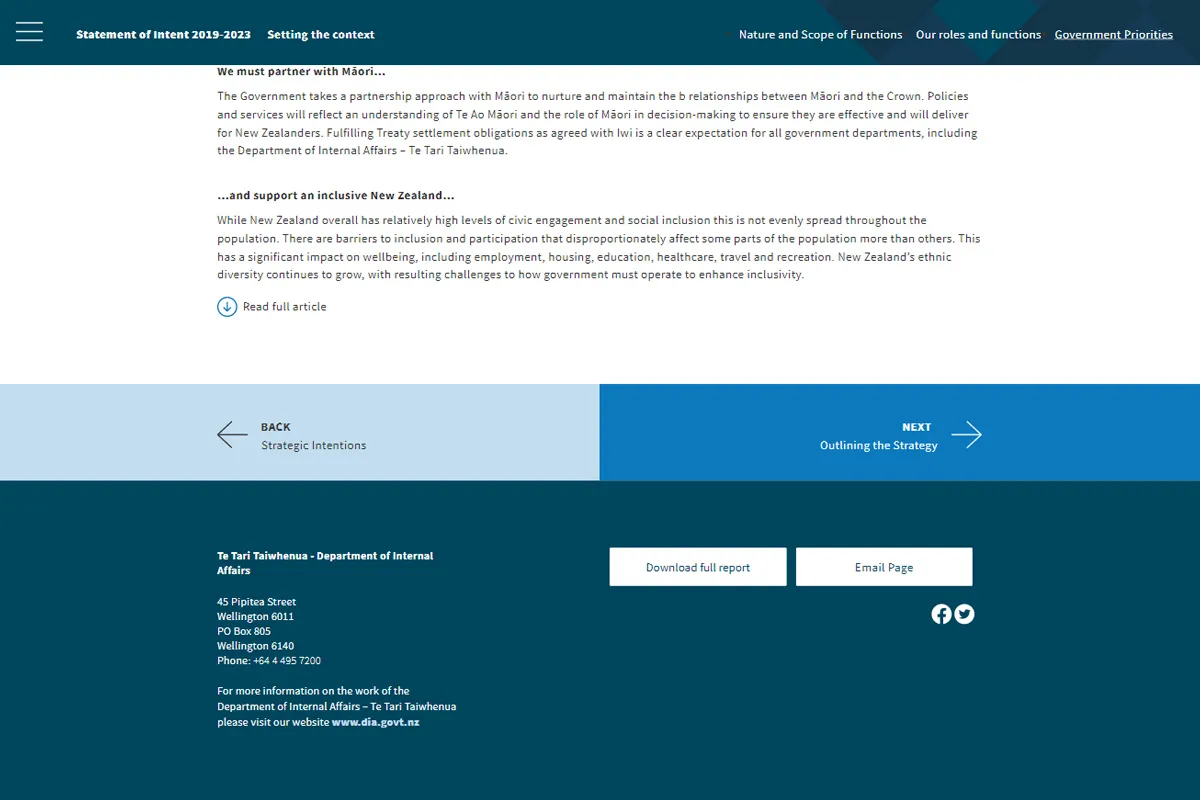 Statement of Intent 2019-2023 Setting the context Nature and Scope of Functions Our roles and functions Government Priorities
We must partner with Māori...
The Government takes a partnership approach with Māori to nurture and maintain the b relationships between Māori and the Crown. Policies
and services will reflect an understanding of Te Ao Māori and the role of Māori in decision-making to ensure they are effective and will deliver
for New Zealanders. Fulfilling Treaty settlement obligations as agreed with Iwi is a clear expectation for all government departments, including
the Department of Internal Affairs – Te Tari Taiwhenua.
...and support an inclusive New Zealand...
While New Zealand overall has relatively high levels of civic engagement and social inclusion this is not evenly spread throughout the
population. There are barriers to inclusion and participation that disproportionately affect some parts of the population more than others. This
has a significant impact on wellbeing, including employment, housing, education, healthcare, travel and recreation. New Zealand's ethnic
diversity continues to grow, with resulting challenges to how government must operate to enhance inclusivity.
Read full article
BACK
Strategic Intentions
NEXT
Outlining the Strategy
Te Tari Taiwhenua - Department of Internal
Affairs
45 Pipitea Street
Wellington 6011
PO Box 805
Wellington 6140
Phone: +64 4 495 7200
For more information on the work of the
Department of Internal Affairs – Te Tari Taiwhenua
please visit our website www.dia.govt.nz
Download full report
Email Page